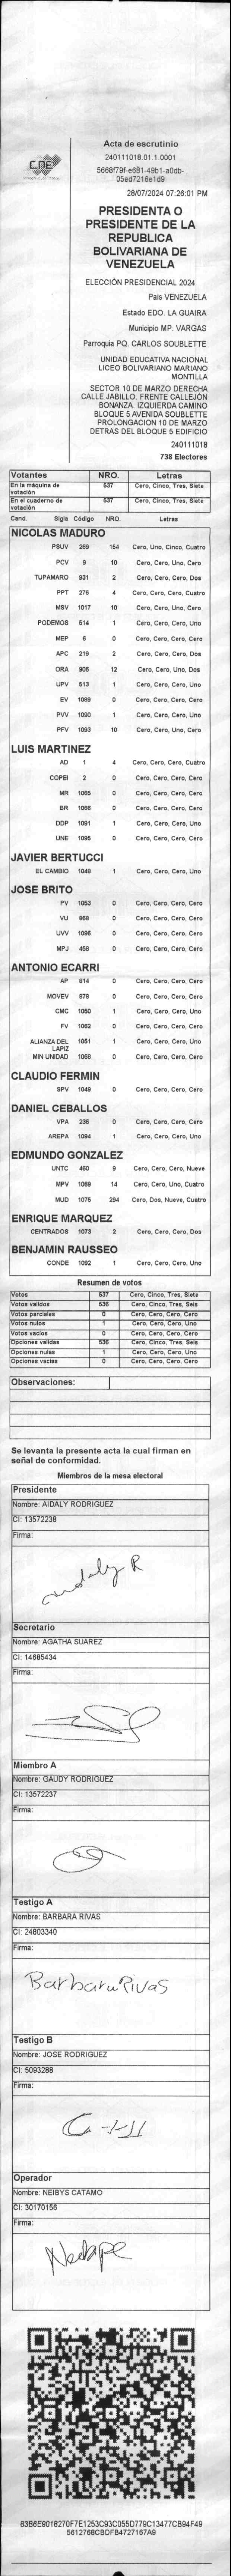 CNE
Acta de escrutinio
240111018.01.1.0001
5668f79f-e681-49b1-a0db-
05ed7216e1d9
28/07/2024 07:26:01 PM
PRESIDENTA O
PRESIDENTE DE LA
REPUBLICA
BOLIVARIANA DE
VENEZUELA
ELECCIÓN PRESIDENCIAL 2024
Pais VENEZUELA
Estado EDO. LA GUAIRA
Municipio MP. VARGAS
Parroquia PQ. CARLOS SOUBLETTE
UNIDAD EDUCATIVA NACIONAL
LICEO BOLIVARIANO MARIANO
MONTILLA
SECTOR 10 DE MARZO DERECHA
CALLE JABILLO. FRENTE CALLEJÓN
BONANZA. IZQUIERDA CAMINO
BLOQUE 5 AVENIDA SOUBLETTE
PROLONGACION 10 DE MARZO
DETRAS DEL BLOQUE 5 EDIFICIO
240111018
738 Electores
Votantes NRO. Letras
En la máquina de votación 537 Cero, Cinco, Tres, Siete
En el cuaderno de votación 537 Cero, Cinco, Tres, Siete
Cand. Sigla Código NRO. Letras
NICOLAS MADURO
PSUV 269 154 Cero, Uno, Cinco, Cuatro
PCV 9 10 Cero, Cero, Uno, Cero
TUPAMARO 931 2 Cero, Cero, Cero, Dos
PPT 276 4 Cero, Cero, Cero, Cuatro
MSV 1017 10 Cero, Cero, Uno, Cero
PODEMOS 514 1 Cero, Cero, Cero, Uno
MEP 6 0 Cero, Cero, Cero, Cero
APC 219 2 Cero, Cero, Cero, Dos
ORA 906 12 Cero, Cero, Uno, Dos
UPV 513 1 Cero, Cero, Cero, Uno
EV 1089 0 Cero, Cero, Cero, Cero
PVV 1090 1 Cero, Cero, Cero, Uno
PFV 1093 10 Cero, Cero, Uno, Cero
LUIS MARTINEZ
AD 1 4 Cero, Cero, Cero, Cuatro
COPEI 2 0 Cero, Cero, Cero, Cero
MR 1065 0 Cero, Cero, Cero, Cero
BR 1066 0 Cero, Cero, Cero, Cero
DDP 1091 1 Cero, Cero, Cero, Uno
UNE 1095 0 Cero, Cero, Cero, Cero
JAVIER BERTUCCI
EL CAMBIO 1048 1 Cero, Cero, Cero, Uno
JOSE BRITO
PV 1053 0 Cero, Cero, Cero, Cero
VU 968 0 Cero, Cero, Cero, Cero
UVV 1096 0 Cero, Cero, Cero, Cero
MPJ 458 0 Cero, Cero, Cero, Cero
ANTONIO ECARRI
AP 814 0 Cero, Cero, Cero, Cero
MOVEV 978 0 Cero, Cero, Cero, Cero
CMC 1050 1 Cero, Cero, Cero, Uno
FV 1062 0 Cero, Cero, Cero, Cero
ALIANZA DEL LAPIZ 1051 1 Cero, Cero, Cero, Uno
MIN UNIDAD 1058 0 Cero, Cero, Cero, Cero
CLAUDIO FERMIN
SPV 1049 0 Cero, Cero, Cero, Cero
DANIEL CEBALLOS
VPA 236 0 Cero, Cero, Cero, Cero
AREPA 1094 1 Cero, Cero, Cero, Uno
EDMUNDO GONZALEZ
UNTC 460 9 Cero, Cero, Cero, Nueve
MPV 1069 14 Cero, Cero, Uno, Cuatro
MUD 1075 294 Cero, Dos, Nueve, Cuatro
ENRIQUE MARQUEZ
CENTRADOS 1073 2 Cero, Cero, Cero, Dos
BENJAMIN RAUSSEO
CONDE 1092 1 Cero, Cero, Cero, Uno
Resumen de votos
Votos 537 Cero, Cinco, Tres, Siete
Votos validos 536 Cero, Cinco, Tres, Seis
Votos parciales 0 Cero, Cero, Cero, Cero
Votos nulos 1 Cero, Cero, Cero, Uno
Votos vacios 0 Cero, Cero, Cero, Cero
Opciones validas 536 Cero, Cinco, Tres, Seis
Opciones nulas 1 Cero, Cero, Cero, Uno
Opciones vacias 0 Cero, Cero, Cero, Cero
Observaciones:
Se levanta la presente acta la cual firman en
señal de conformidad.
Miembros de la mesa electoral
Presidente
Nombre: AIDALY RODRIGUEZ
CI: 13572238
Firma:
Secretario
Nombre: AGATHA SUAREZ
CI: 14685434
Firma:
Miembro A
Nombre: GAUDY RODRIGUEZ
CI: 13572237
Firma:
Testigo A
Nombre: BARBARA RIVAS
CI: 24803340
Firma:
Barbara Rivas
Testigo B
Nombre: JOSE RODRIGUEZ
CI: 5093288
Firma:
Operador
Nombre: NEIBYS CATAMO
CI: 30170156
Firma:
83B6E9018270F7E1253C93C055D779C13477CB94F49
5612768CBDFB4727167A9